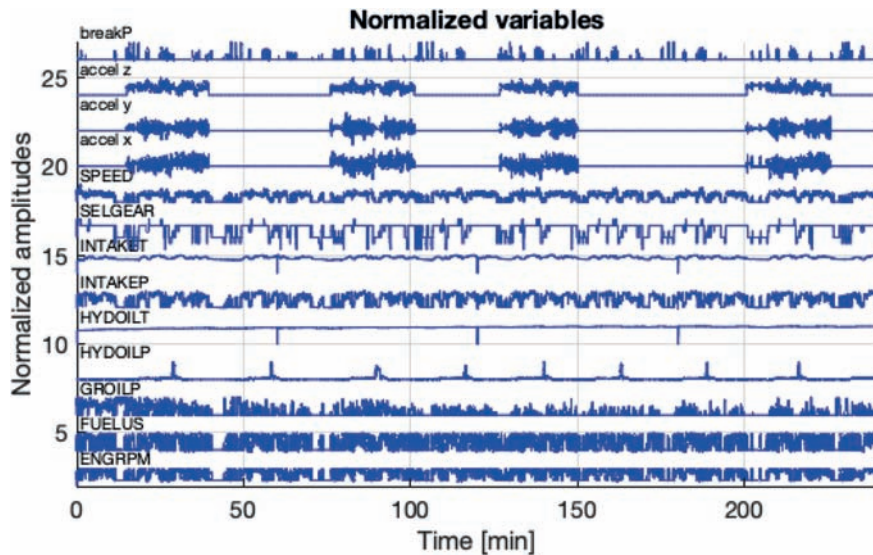 Normalized variables
breakP
accel z
25
accel y
accel x
20
SPEED
SELGEAR
15
INTAKET
INTAKEP
HYDOILT
10
HYDOILP
GROILP
FUELUS
5
ENGRPM
Normalized amplitudes
0 50 100 150 200
Time [min]